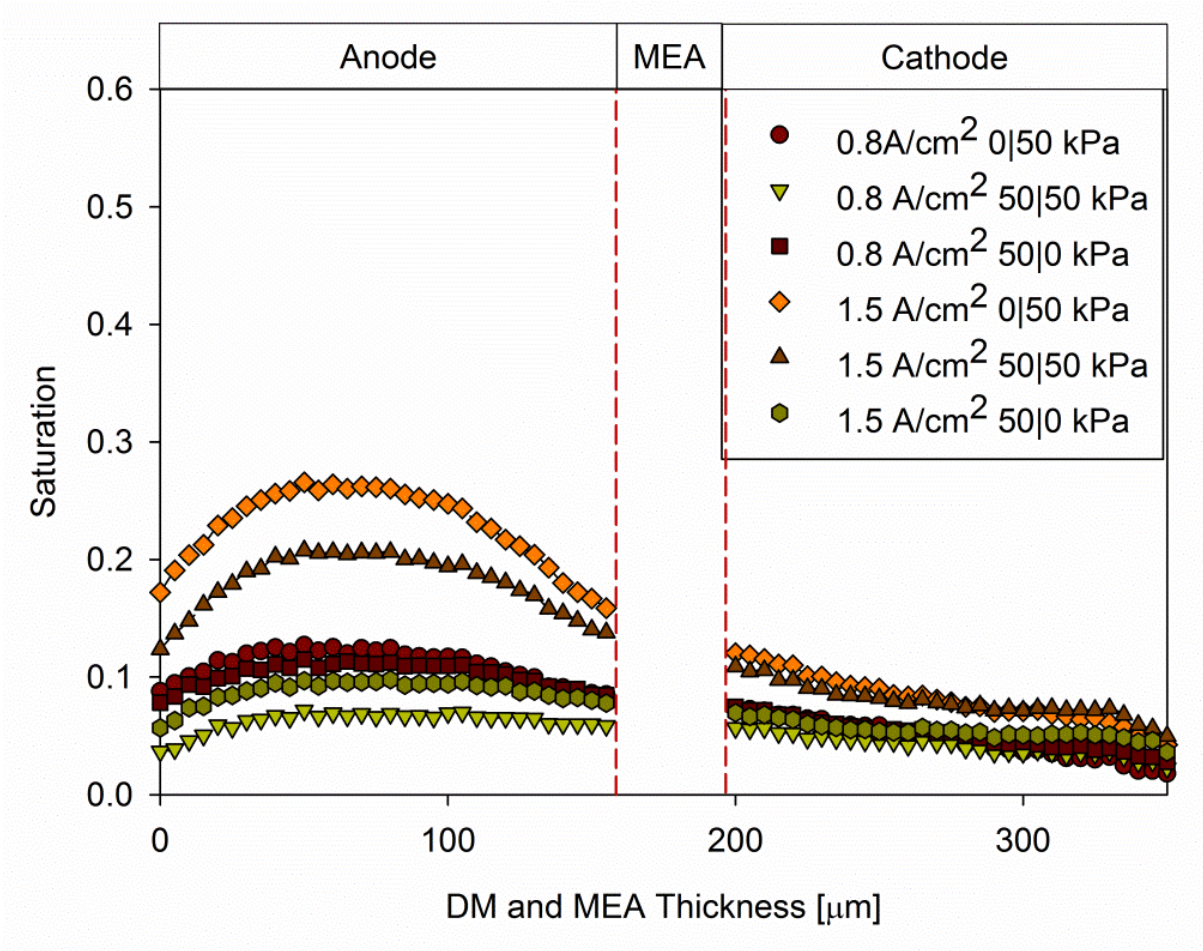 Anode MEA Cathode
0.6
0.5
0.4
0.3
0.2
0.1
0.0
Saturation
0.8A/cm² 0|50 kPa
0.8 A/cm² 50|50 kPa
0.8 A/cm² 50|0 kPa
1.5 A/cm² 0|50 kPa
1.5 A/cm² 50|50 kPa
1.5 A/cm² 50|0 kPa
0 100 200 300
DM and MEA Thickness [μm]